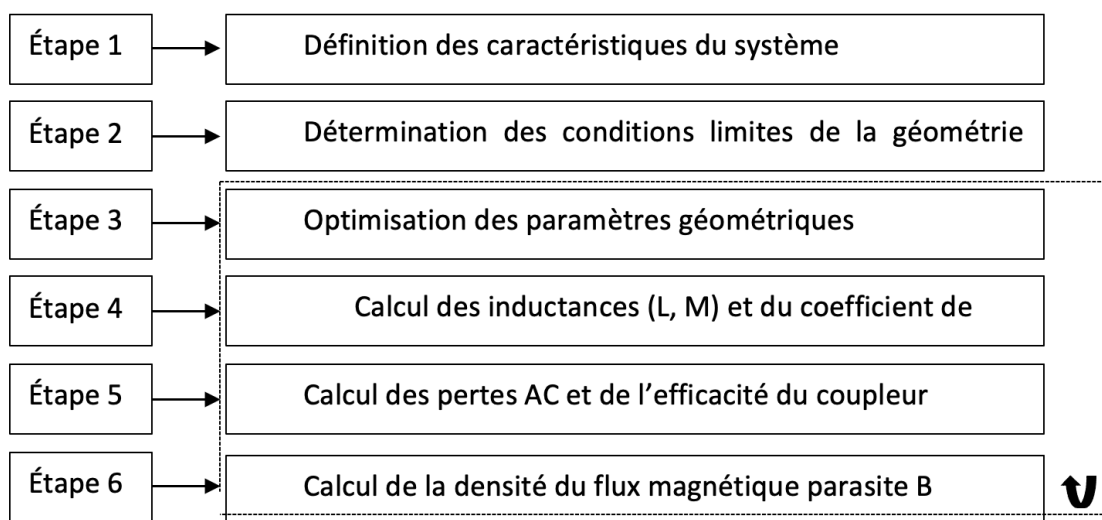 Étape 1 Définition des caractéristiques du système
Étape 2 Détermination des conditions limites de la géométrie
Étape 3 Optimisation des paramètres géométriques
Étape 4 Calcul des inductances (L, M) et du coefficient de
Étape 5 Calcul des pertes AC et de l’efficacité du coupleur
Étape 6 Calcul de la densité du flux magnétique parasite B